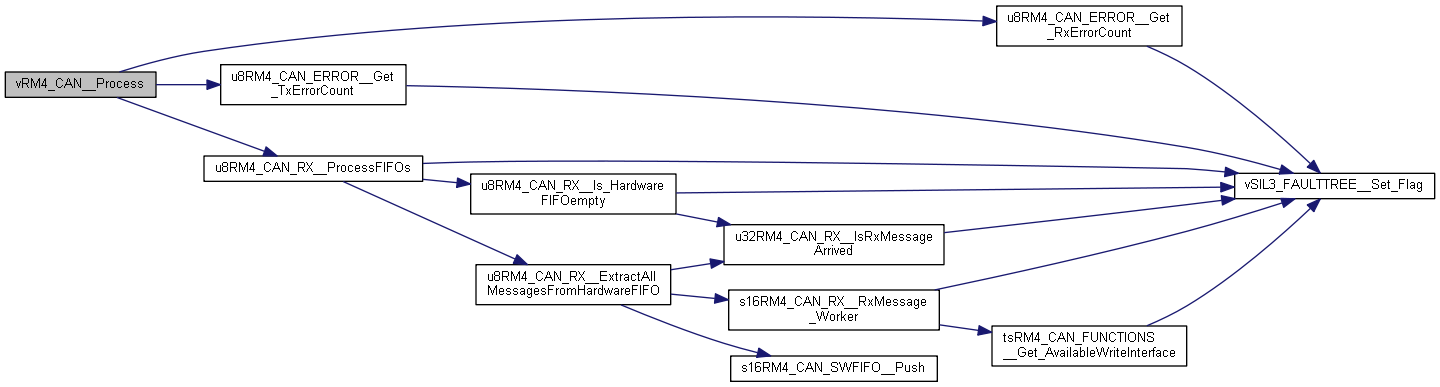 u8RM4_CAN_ERROR__Get
_RxErrorCount
vRM4_CAN__Process
u8RM4_CAN_ERROR__Get
_TxErrorCount
u8RM4_CAN_RX__ProcessFIFOs
u8RM4_CAN_RX__Is_Hardware
FIFOempty
vSIL3_FAULTTREE__Set_Flag
u32RM4_CAN_RX__IsRxMessage
Arrived
u8RM4_CAN_RX__ExtractAll
MessagesFromHardwareFIFO
s16RM4_CAN_RX__RxMessage
_Worker
tsRM4_CAN_FUNCTIONS
__Get_AvailableWriteInterface
s16RM4_CAN_SWFIFO__Push